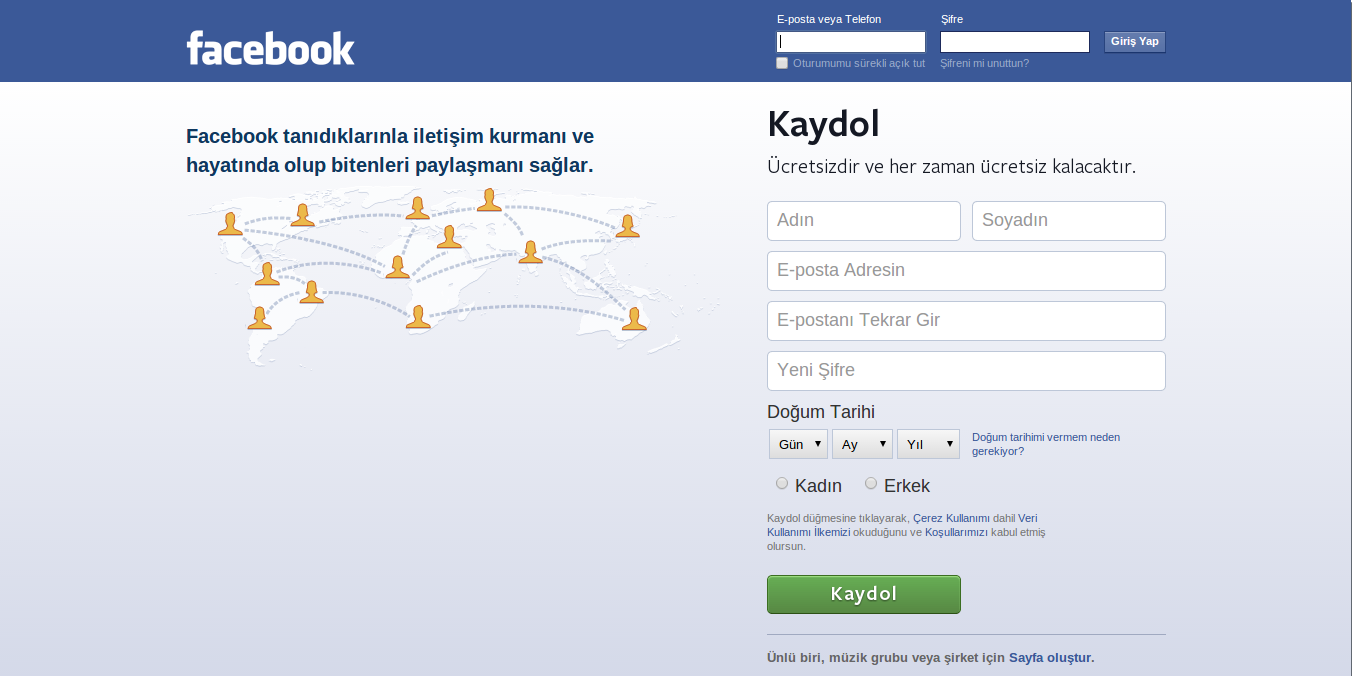 facebook
E-posta veya Telefon
Şifre
Giriş Yap
Oturumumu sürekli açık tut
Şifreni mi unuttun?
Facebook tanıdıklarınla iletişim kurmanı ve
hayatında olup bitenleri paylaşmanı sağlar.
Kaydol
Ücretsizdir ve her zaman ücretsiz kalacaktır.
Adın
Soyadın
E-posta Adresin
E-postanı Tekrar Gir
Yeni Şifre
Doğum Tarihi
Gün
Ay
Yıl
Doğum tarihimi vermem neden
gerekiyor?
Kadın
Erkek
Kaydol düğmesine tıklayarak, Çerez Kullanımı dahil Veri
Kullanımı İlkemizi okuduğunu ve Koşullarımızı kabul etmiş
olursun.
Kaydol
Ünlü biri, müzik grubu veya şirket için Sayfa oluştur.